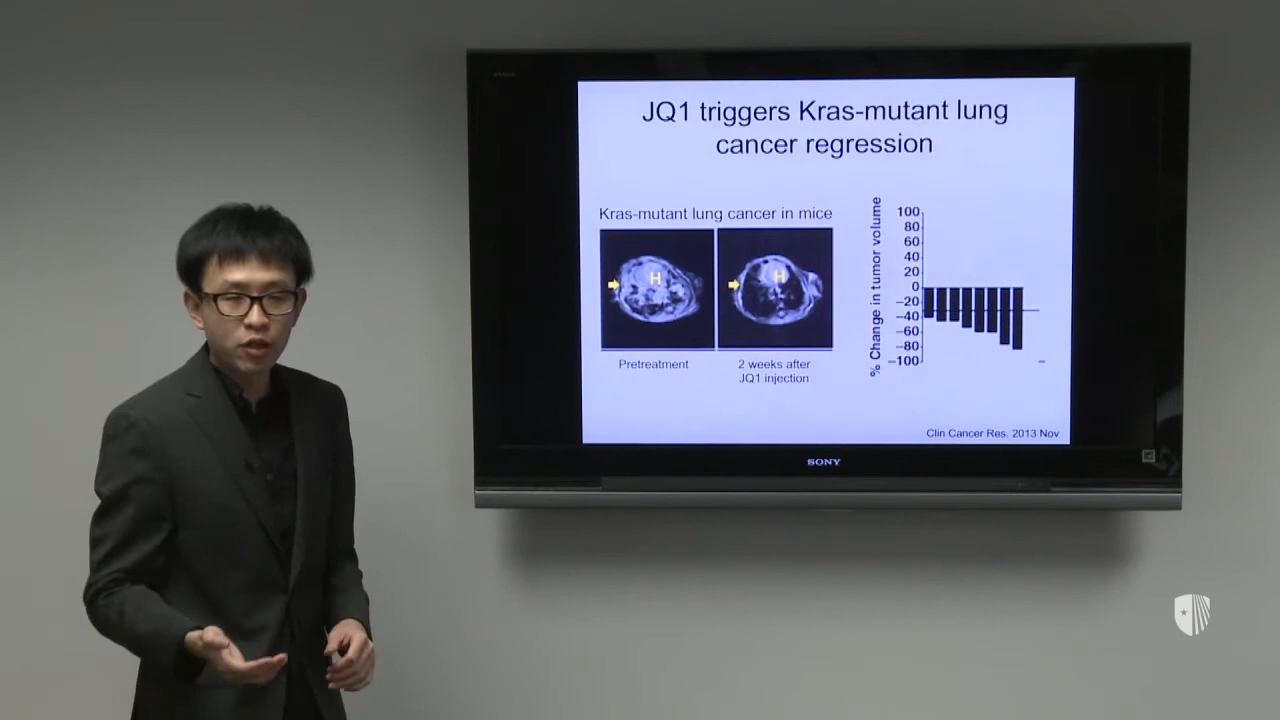 JQ1 triggers Kras-mutant lung
cancer regression
Kras-mutant lung cancer in mice
H
H
Pretreatment
2 weeks after
JQ1 injection
% Change in tumor volume
100
80
60
40
20
0
−20
−40
−60
−80
−100
Clin Cancer Res. 2013 Nov
SONY